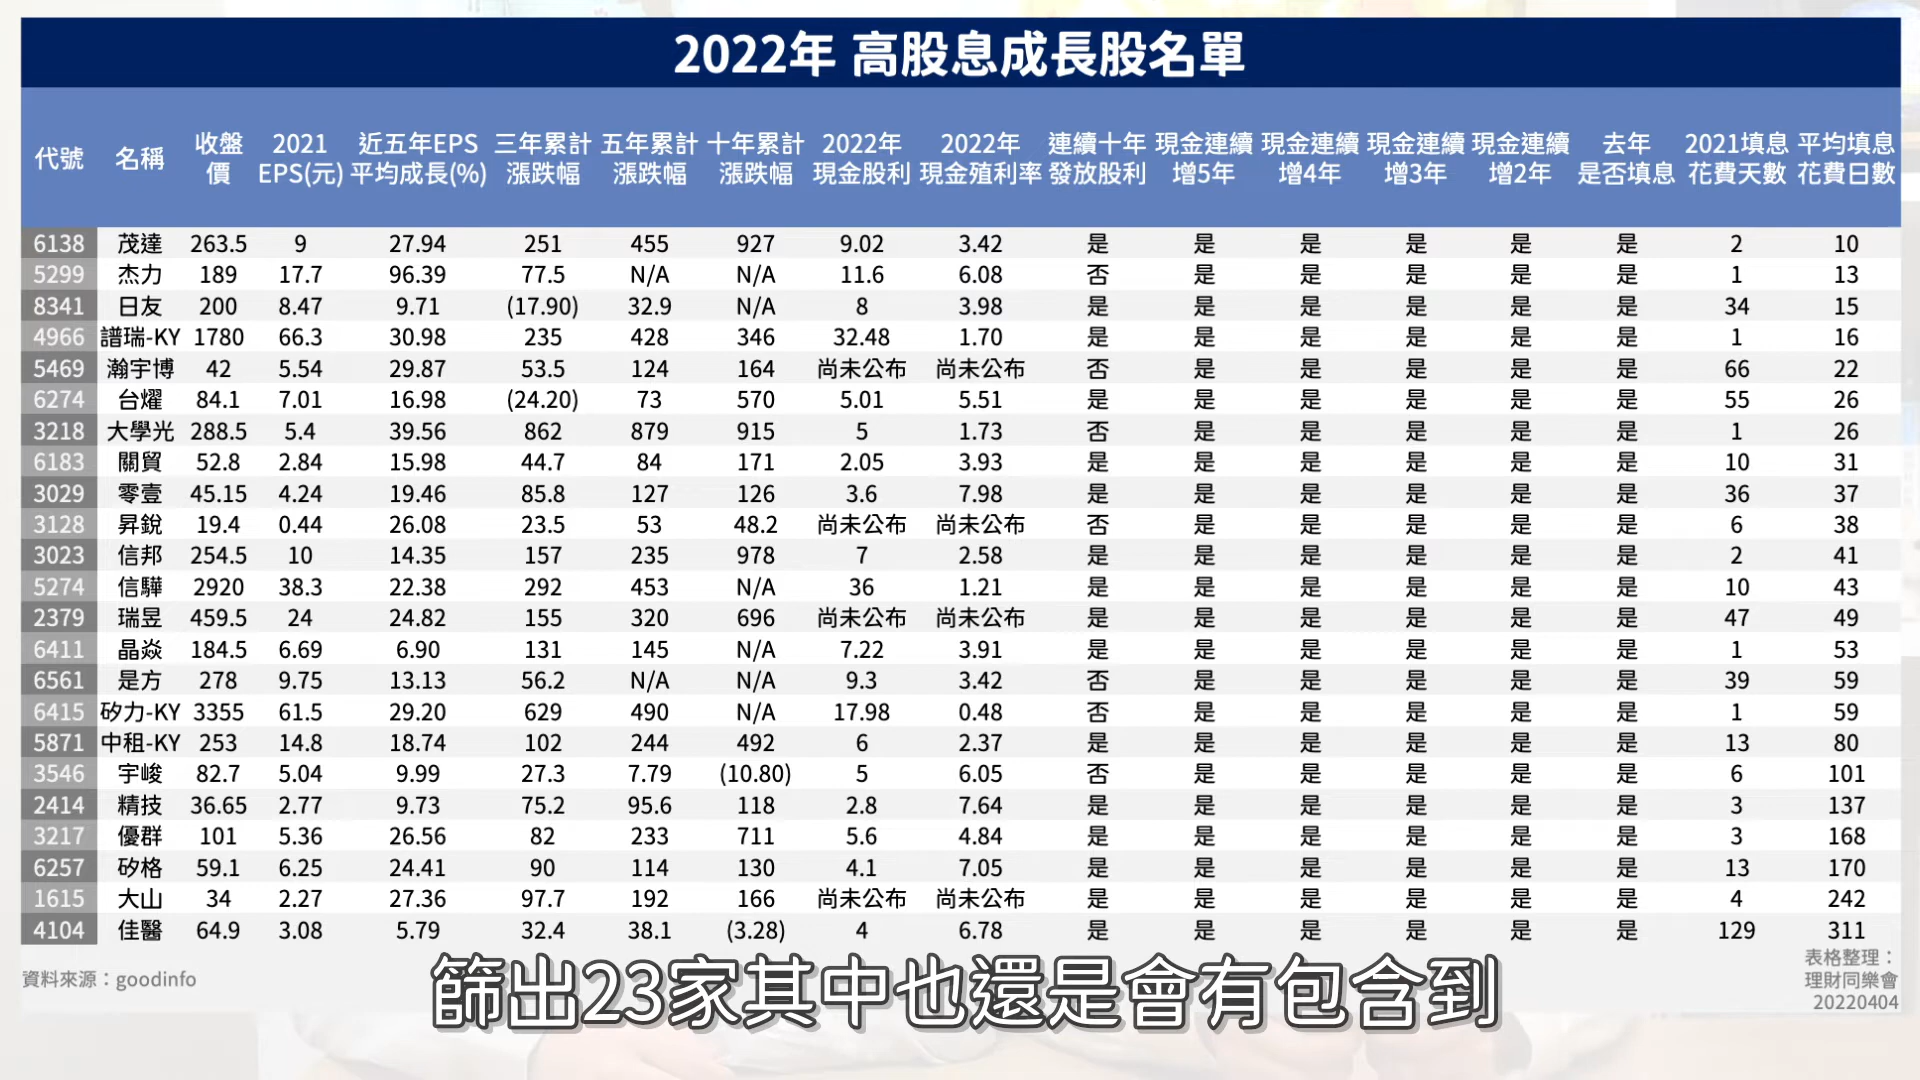 2022年 高股息成長股名單
代號 名稱 收盤價 2021 EPS(元) 近五年EPS平均成長(%) 三年累計漲跌幅 五年累計漲跌幅 十年累計漲跌幅 2022年現金股利 2022年現金殖利率 連續十年發放股利 現金連續增5年 現金連續增4年 現金連續增3年 現金連續增2年 去年是否填息 2021填息花費天數 平均填息花費日數
6138 茂達 263.5 9 27.94 251 455 927 9.02 3.42 是 是 是 是 是 是 2 10
5299 杰力 189 17.7 96.39 77.5 N/A N/A 11.6 6.08 否 是 是 是 是 是 1 13
8341 日友 200 8.47 9.71 (17.90) 32.9 N/A 8 3.98 是 是 是 是 是 是 34 15
4966 譜瑞-KY 1780 66.3 30.98 235 428 346 32.48 1.70 是 是 是 是 是 是 1 16
5469 瀚宇博 42 5.54 29.87 53.5 124 164 尚未公布 尚未公布 否 是 是 是 是 是 66 22
6274 台燿 84.1 7.01 16.98 (24.20) 73 570 5.01 5.51 是 是 是 是 是 是 55 26
3218 大學光 288.5 5.4 39.56 862 879 915 5 1.73 否 是 是 是 是 是 1 26
6183 關貿 52.8 2.84 15.98 44.7 84 171 2.05 3.93 是 是 是 是 是 是 10 31
3029 零壹 45.15 4.24 19.46 85.8 127 126 3.6 7.98 是 是 是 是 是 是 36 37
3128 昇銳 19.4 0.44 26.08 23.5 53 48.2 尚未公布 尚未公布 否 是 是 是 是 是 6 38
3023 信邦 254.5 10 14.35 157 235 978 7 2.58 是 是 是 是 是 是 2 41
5274 信驊 2920 38.3 22.38 292 453 N/A 36 1.21 是 是 是 是 是 是 10 43
2379 瑞昱 459.5 24 24.82 155 320 696 尚未公布 尚未公布 是 是 是 是 是 是 47 49
6411 晶焱 184.5 6.69 6.90 131 145 N/A 7.22 3.91 是 是 是 是 是 是 1 53
6561 是方 278 9.75 13.13 56.2 N/A N/A 9.3 3.42 否 是 是 是 是 是 39 59
6415 矽力-KY 3355 61.5 29.20 629 490 N/A 17.98 0.48 否 是 是 是 是 是 1 59
5871 中租-KY 253 14.8 18.74 102 244 492 6 2.37 是 是 是 是 是 是 13 80
3546 宇峻 82.7 5.04 9.99 27.3 7.79 (10.80) 5 6.05 否 是 是 是 是 是 6 101
2414 精技 36.65 2.77 9.73 75.2 95.6 118 2.8 7.64 是 是 是 是 是 是 3 137
3217 優群 101 5.36 26.56 82 233 711 5.6 4.84 是 是 是 是 是 是 3 168
6257 矽格 59.1 6.25 24.41 90 114 130 4.1 7.05 是 是 是 是 是 是 13 170
1615 大山 34 2.27 27.36 97.7 192 166 尚未公布 尚未公布 是 是 是 是 是 是 4 242
4104 佳醫 64.9 3.08 5.79 32.4 38.1 (3.28) 4 6.78 是 是 是 是 是 是 129 311
資料來源：goodinfo
表格整理：
理財同樂會
20220404
篩出23家其中也還是會有包含到